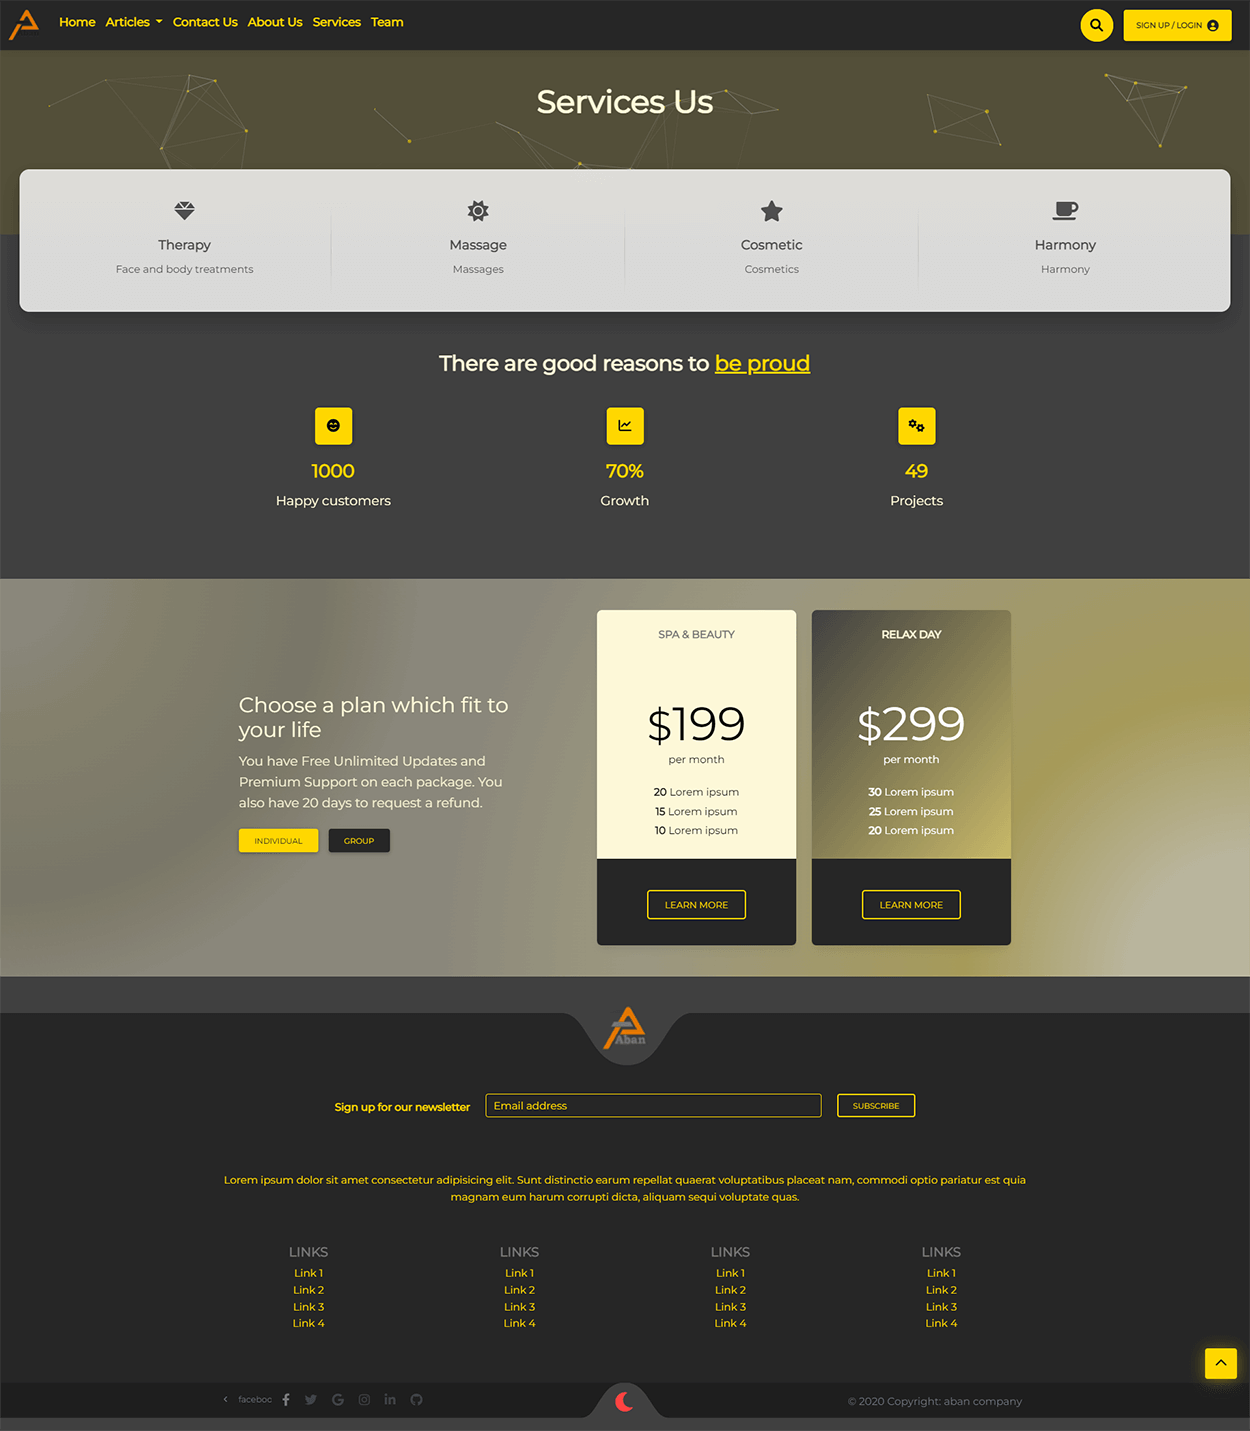 Home Articles Contact Us About Us Services Team
SIGN UP / LOGIN
Services Us
Therapy
Face and body treatments
Massage
Massages
Cosmetic
Cosmetics
Harmony
Harmony
There are good reasons to be proud
1000
Happy customers
70%
Growth
49
Projects
Choose a plan which fit to
your life
You have Free Unlimited Updates and
Premium Support on each package. You
also have 20 days to request a refund.
INDIVIDUAL GROUP
SPA & BEAUTY
$199
per month
20 Lorem ipsum
15 Lorem ipsum
10 Lorem ipsum
LEARN MORE
RELAX DAY
$299
per month
30 Lorem ipsum
25 Lorem ipsum
20 Lorem ipsum
LEARN MORE
Aban
Sign up for our newsletter Email address SUBSCRIBE
Lorem ipsum dolor sit amet consectetur adipisicing elit. Sunt distinctio earum repellat quaerat voluptatibus placeat nam, commodi optio pariatur est quia
magnam eum harum corrupti dicta, aliquam sequi voluptate quas.
LINKS
Link 1
Link 2
Link 3
Link 4
LINKS
Link 1
Link 2
Link 3
Link 4
LINKS
Link 1
Link 2
Link 3
Link 4
LINKS
Link 1
Link 2
Link 3
Link 4
faceboc
© 2020 Copyright: aban company